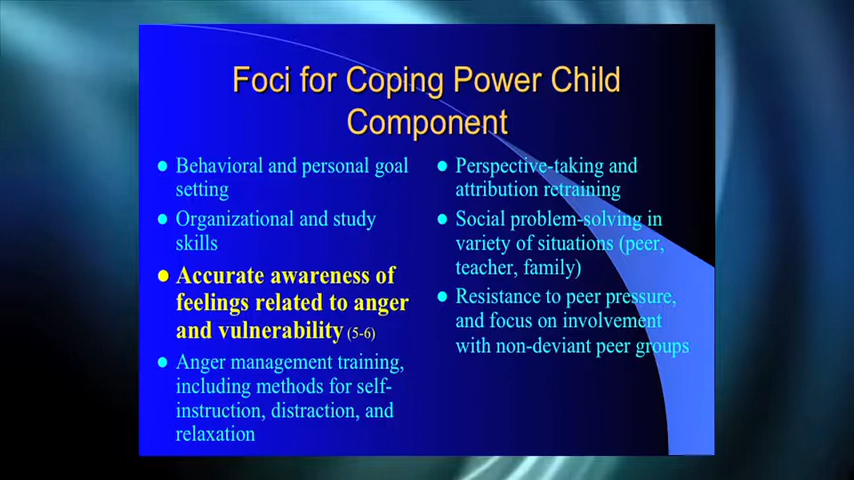 Foci for Coping Power Child
Component
● Behavioral and personal goal
setting
● Organizational and study
skills
● Accurate awareness of
feelings related to anger
and vulnerability (5-6)
● Anger management training,
including methods for self-
instruction, distraction, and
relaxation
● Perspective-taking and
attribution retraining
● Social problem-solving in
variety of situations (peer,
teacher, family)
● Resistance to peer pressure,
and focus on involvement
with non-deviant peer groups